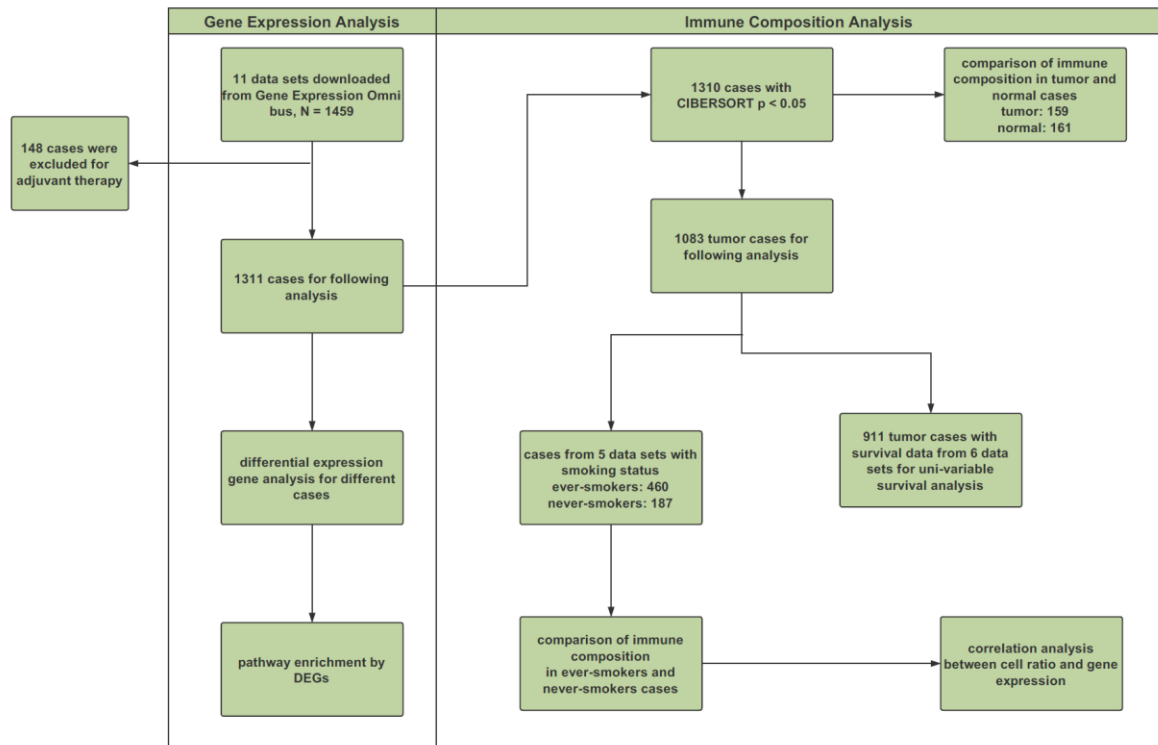 Gene Expression Analysis
Immune Composition Analysis
11 data sets downloaded
from Gene Expression Omni
bus, N = 1459
148 cases were
excluded for
adjuvant therapy
1311 cases for following
analysis
differential expression
gene analysis for different
cases
pathway enrichment by
DEGs
1310 cases with
CIBERSORT p < 0.05
comparison of immune
composition in tumor and
normal cases
tumor: 159
normal: 161
1083 tumor cases for
following analysis
cases from 5 data sets with
smoking status
ever-smokers: 460
never-smokers: 187
911 tumor cases with
survival data from 6 data
sets for uni-variable
survival analysis
comparison of immune
composition
in ever-smokers and
never-smokers cases
correlation analysis
between cell ratio and gene
expression